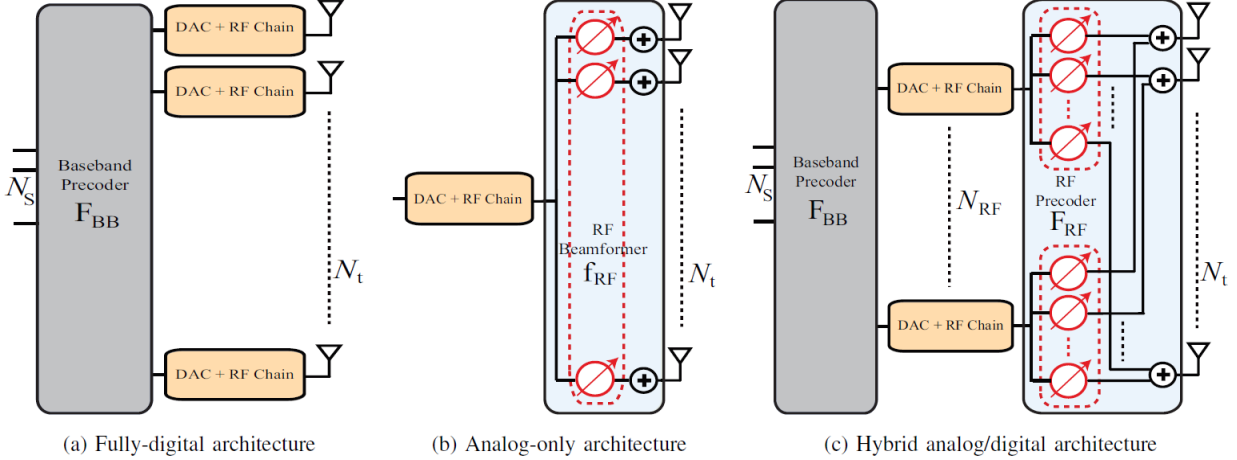 DAC + RF Chain
DAC + RF Chain
Baseband
Precoder
F_BB
N_S
N_t
DAC + RF Chain
(a) Fully-digital architecture
DAC + RF Chain
RF
Beamformer
f_RF
N_t
(b) Analog-only architecture
Baseband
Precoder
F_BB
N_S
DAC + RF Chain
N_RF
DAC + RF Chain
RF
Precoder
F_RF
N_t
(c) Hybrid analog/digital architecture